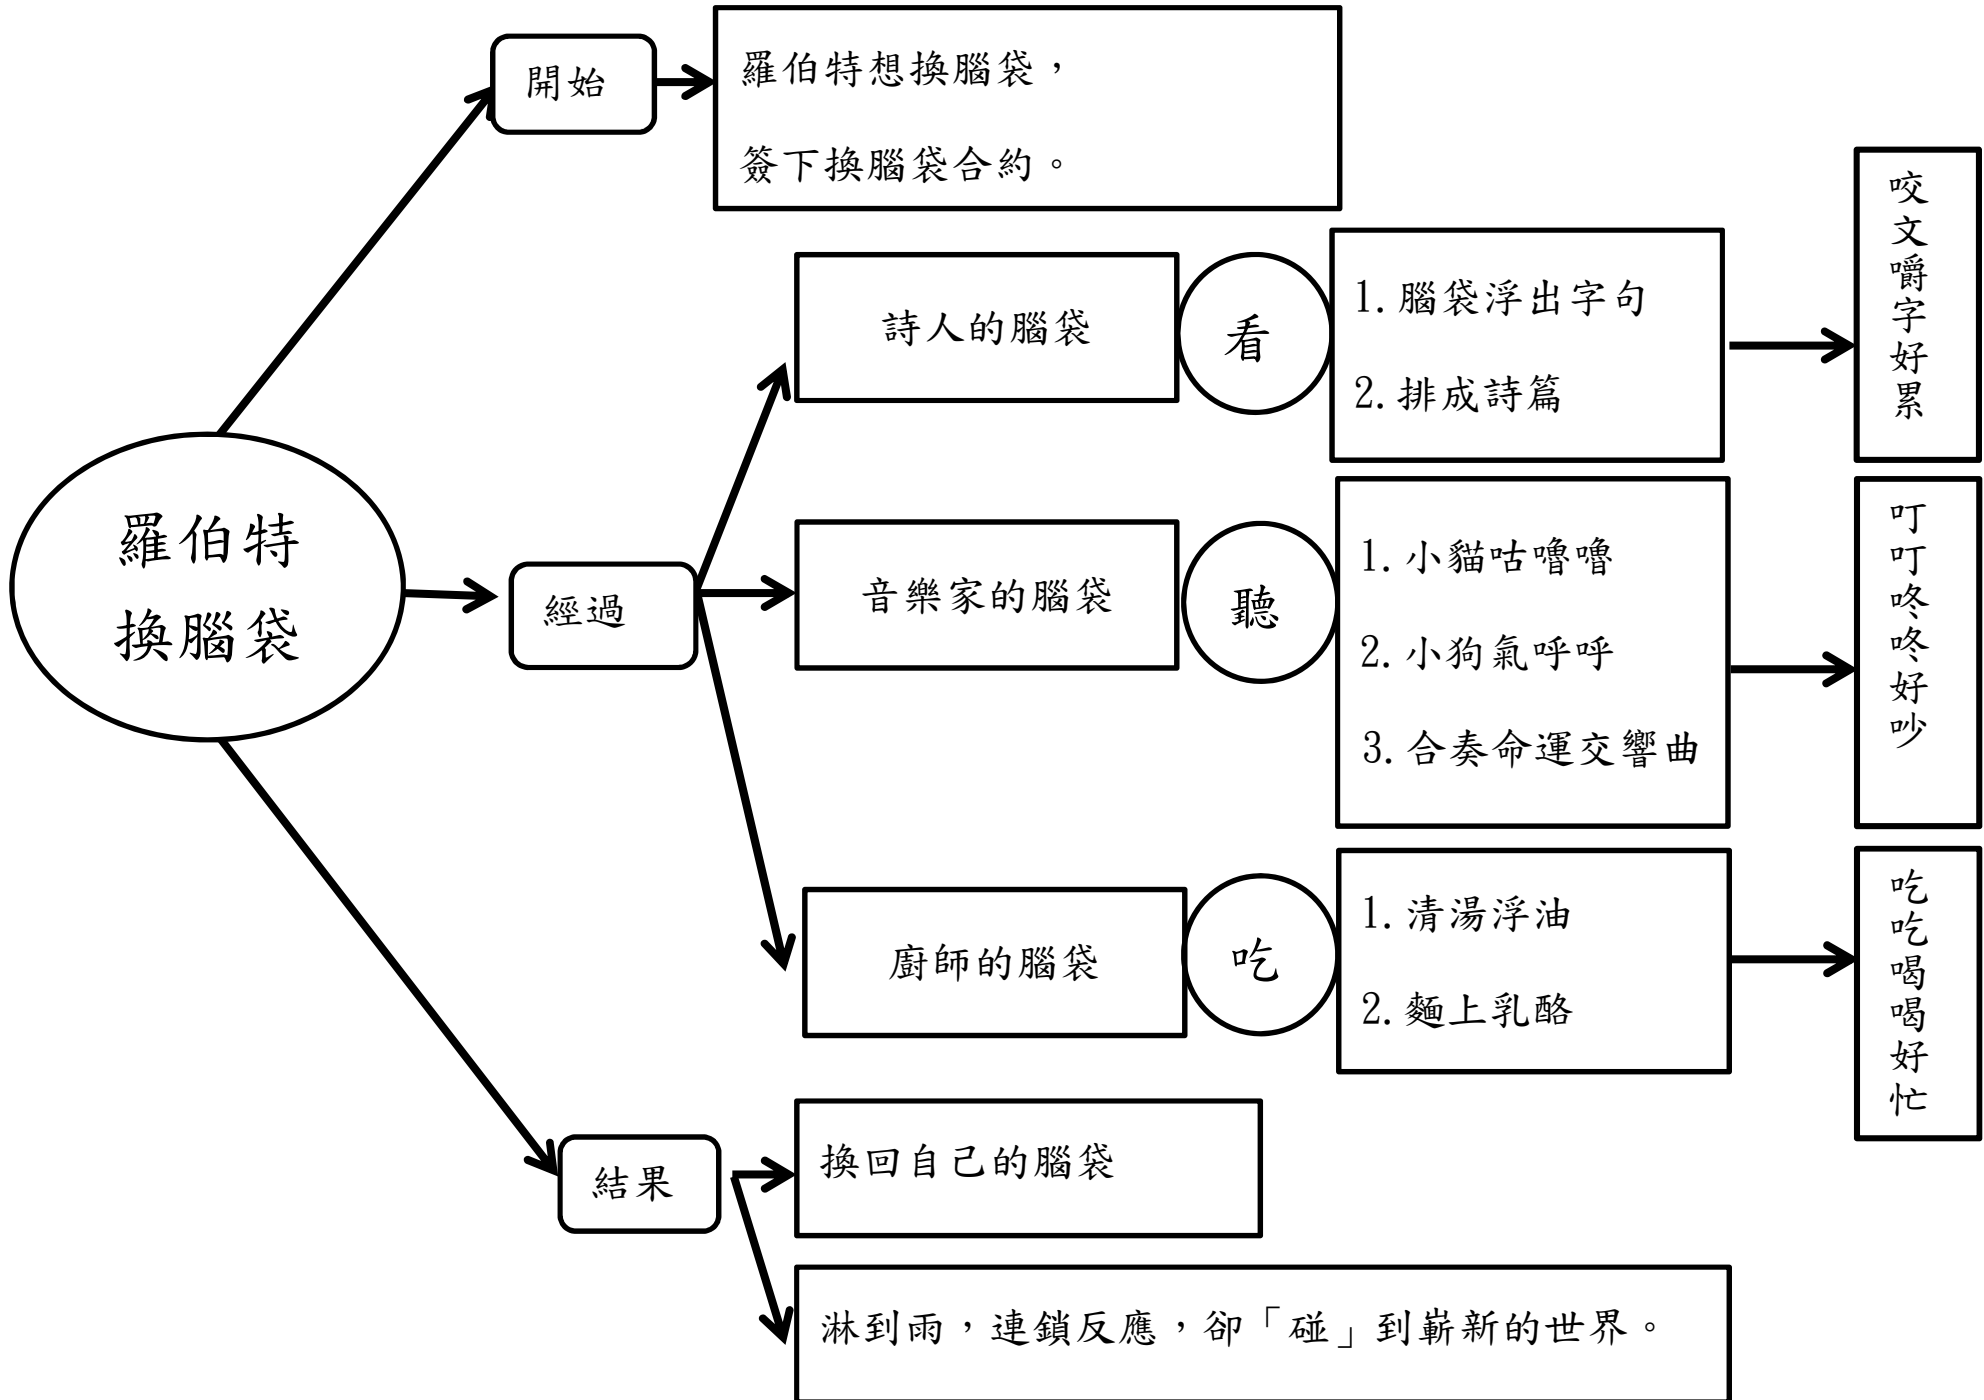 羅伯特
換腦袋
開始
羅伯特想換腦袋，
簽下換腦袋合約。
經過
詩人的腦袋
看
1.腦袋浮出字句
2.排成詩篇
咬文嚼字好累
音樂家的腦袋
聽
1.小貓咕嚕嚕
2.小狗氣呼呼
3.合奏命運交響曲
叮叮咚咚好吵
廚師的腦袋
吃
1.清湯浮油
2.麵上乳酪
吃吃喝喝好忙
結果
換回自己的腦袋
淋到雨，連鎖反應，卻「碰」到嶄新的世界。